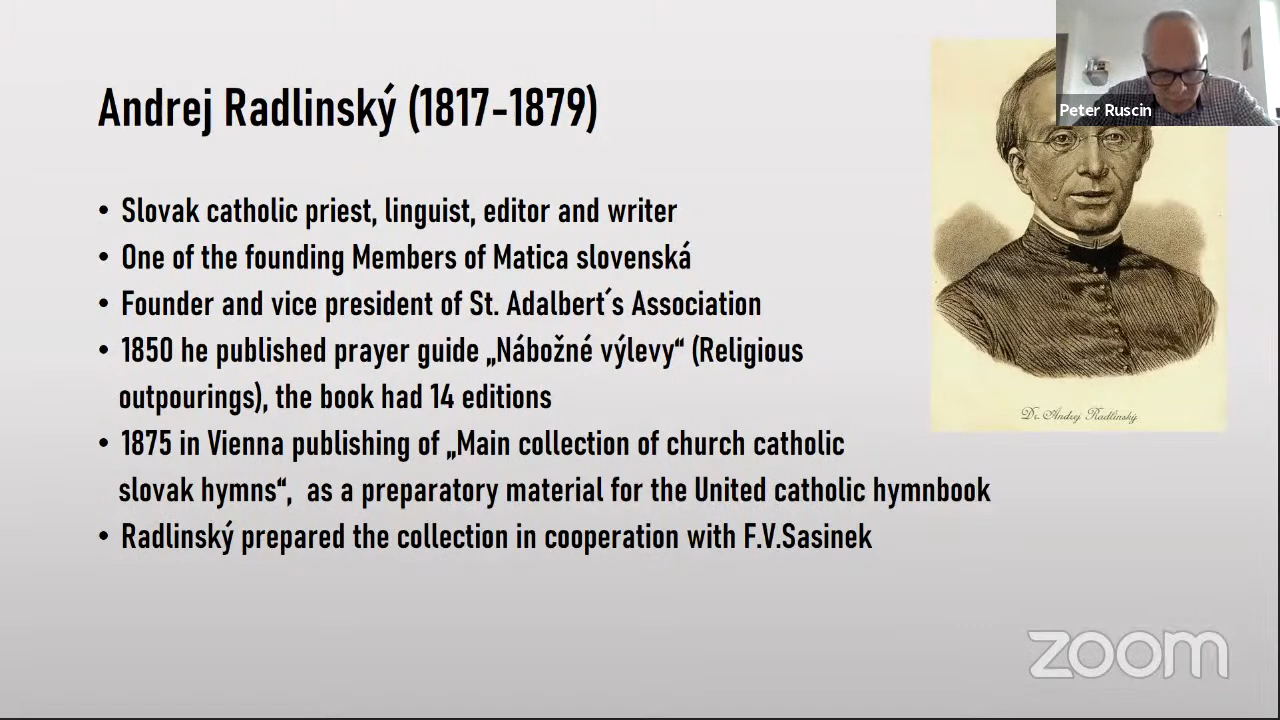 Andrej Radlinský (1817-1879)
• Slovak catholic priest, linguist, editor and writer
• One of the founding Members of Matica slovenská
• Founder and vice president of St. Adalbert´s Association
• 1850 he published prayer guide „Nábožné výlevy“ (Religious
outpourings), the book had 14 editions
• 1875 in Vienna publishing of „Main collection of church catholic
slovak hymns“,  as a preparatory material for the United catholic hymnbook
• Radlinský prepared the collection in cooperation with F.V.Sasinek
Peter Ruscin
Dr. Andrej Radlinský
zoom